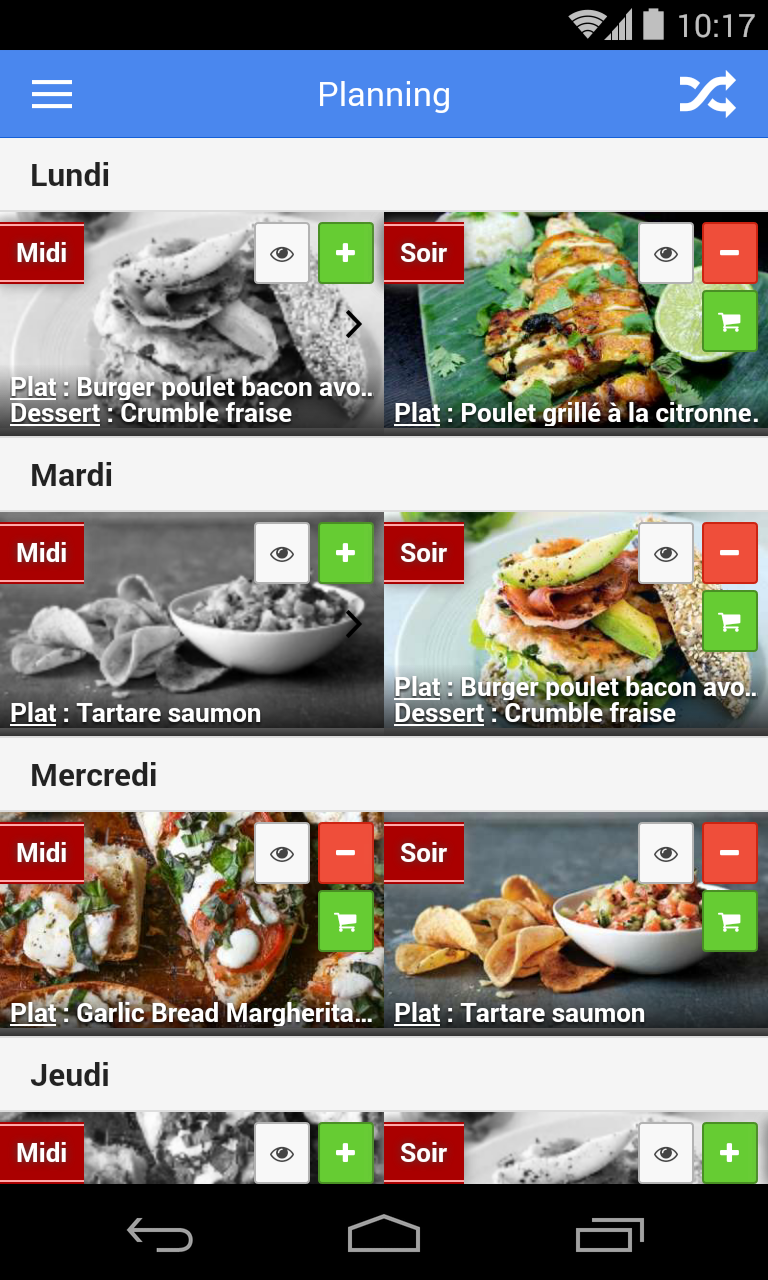 10:17
Planning
Lundi
Midi
Soir
Plat : Burger poulet bacon avo..
Dessert : Crumble fraise
Plat : Poulet grillé à la citronne.
Mardi
Midi
Soir
Plat : Tartare saumon
Plat : Burger poulet bacon avo..
Dessert : Crumble fraise
Mercredi
Midi
Soir
Plat : Garlic Bread Margherita...
Plat : Tartare saumon
Jeudi
Midi
Soir